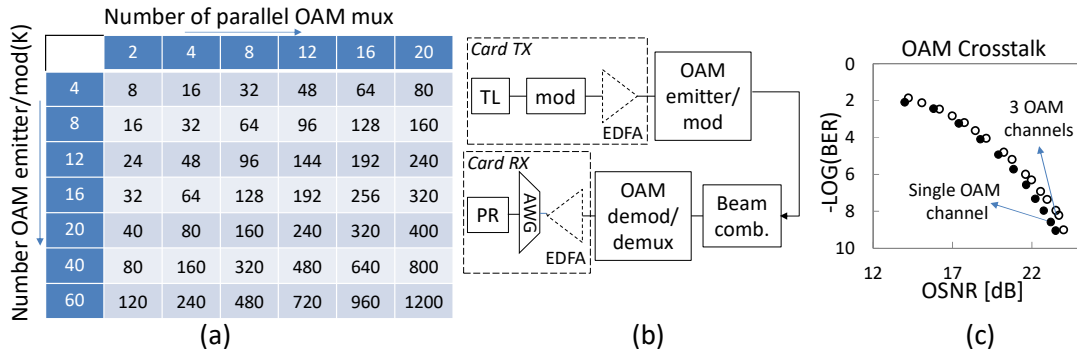 Number of parallel OAM mux
Number OAM emitter/mod(K)
2 4 8 12 16 20
4 8 16 32 48 64 80
8 16 32 64 96 128 160
12 24 48 96 144 192 240
16 32 64 128 192 256 320
20 40 80 160 240 320 400
40 80 160 320 480 640 800
60 120 240 480 720 960 1200
(a)
Card TX
TL
mod
EDFA
OAM
emitter/
mod
Card RX
PR
AWG
EDFA
OAM
demod/
demux
Beam
comb.
(b)
OAM Crosstalk
-LOG(BER)
0
2
4
6
8
10
3 OAM
channels
Single OAM
channel
12 17 22
OSNR [dB]
(c)